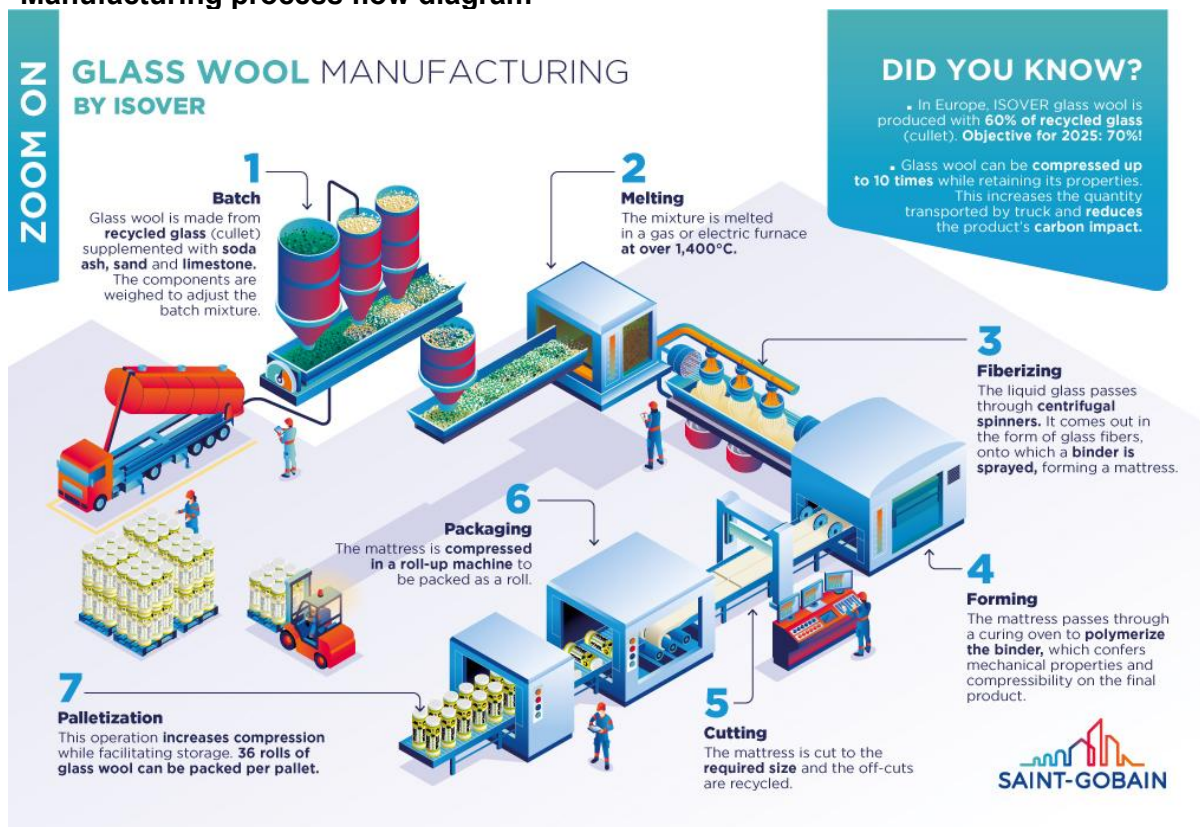 Manufacturing process flow diagram
ZOOM ON
GLASS WOOL MANUFACTURING
BY ISOVER
DID YOU KNOW?
▪ In Europe, ISOVER glass wool is
produced with 60% of recycled glass
(cullet). Objective for 2025: 70%!
▪ Glass wool can be compressed up
to 10 times while retaining its properties.
This increases the quantity
transported by truck and reduces
the product's carbon impact.
1
Batch
Glass wool is made from
recycled glass (cullet)
supplemented with soda
ash, sand and limestone.
The components are
weighed to adjust the
batch mixture.
2
Melting
The mixture is melted
in a gas or electric furnace
at over 1,400°C.
3
Fiberizing
The liquid glass passes
through centrifugal
spinners. It comes out in
the form of glass fibers,
onto which a binder is
sprayed, forming a mattress.
4
Forming
The mattress passes through
a curing oven to polymerize
the binder, which confers
mechanical properties and
compressibility on the final
product.
5
Cutting
The mattress is cut to the
required size and the off-cuts
are recycled.
6
Packaging
The mattress is compressed
in a roll-up machine to
be packed as a roll.
7
Palletization
This operation increases compression
while facilitating storage. 36 rolls of
glass wool can be packed per pallet.
SAINT-GOBAIN